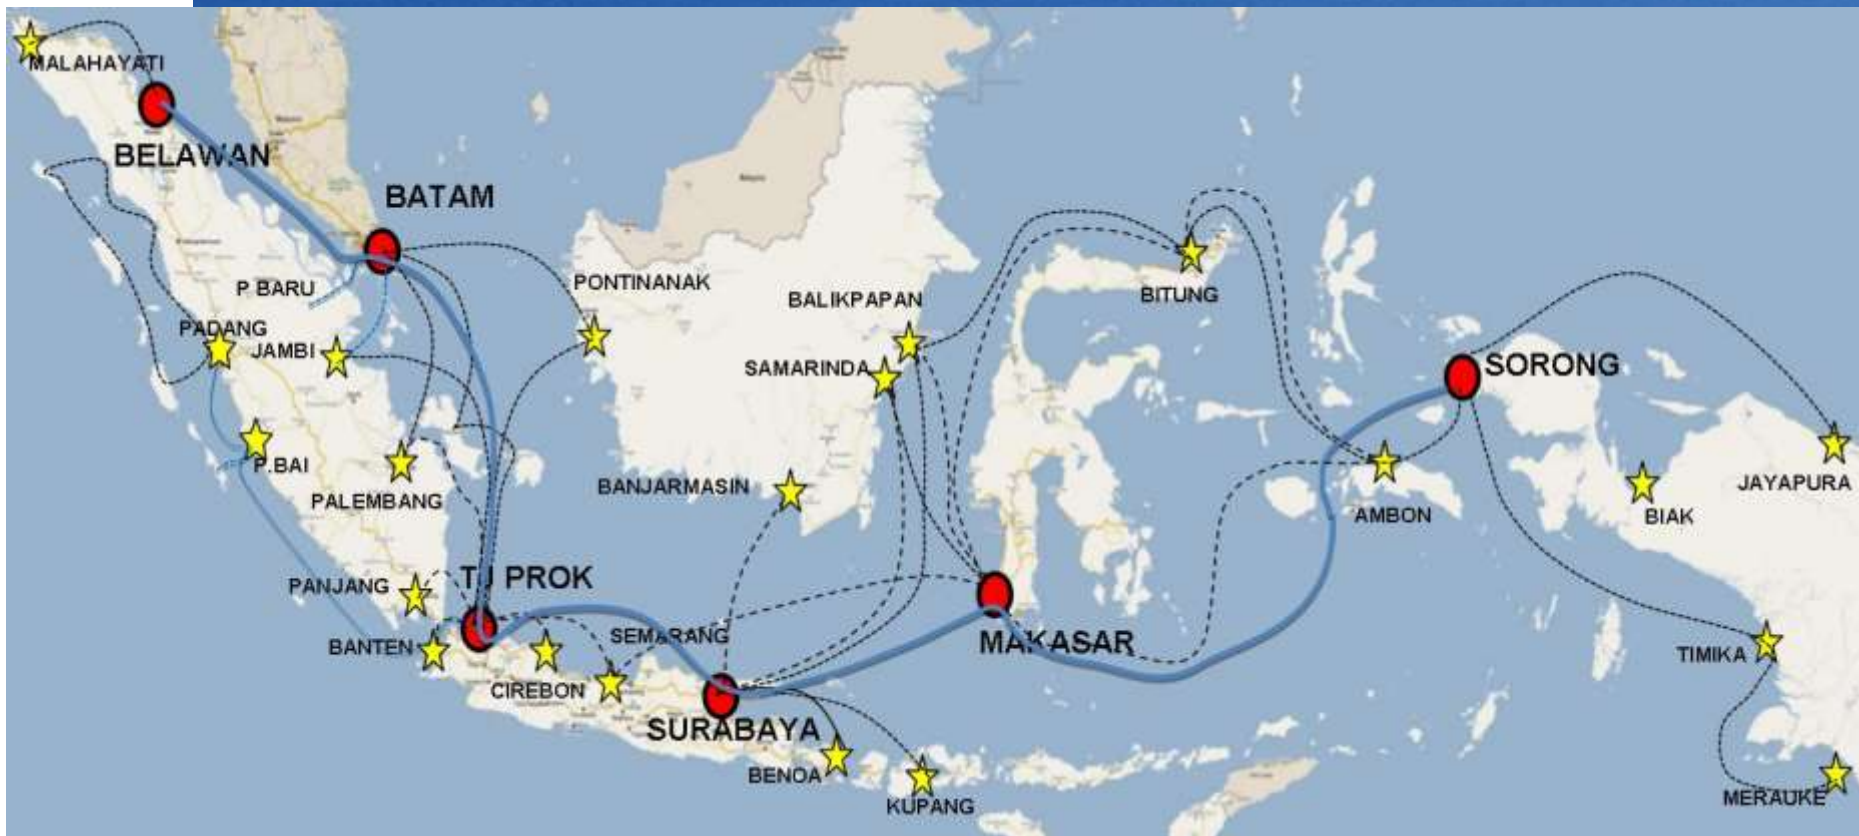 MALAHAYATI
BELAWAN
BATAM
P.BARU
PADANG
JAMBI
PONTINANAK
BALIKPAPAN
SAMARINDA
BITUNG
SORONG
P.BAI
PALEMBANG
BANJARMASIN
AMBON
BIAK
JAYAPURA
PANJANG
TJ PROK
BANTEN
SEMARANG
MAKASAR
TIMIKA
CIREBON
SURABAYA
BENOA
KUPANG
MERAUKE